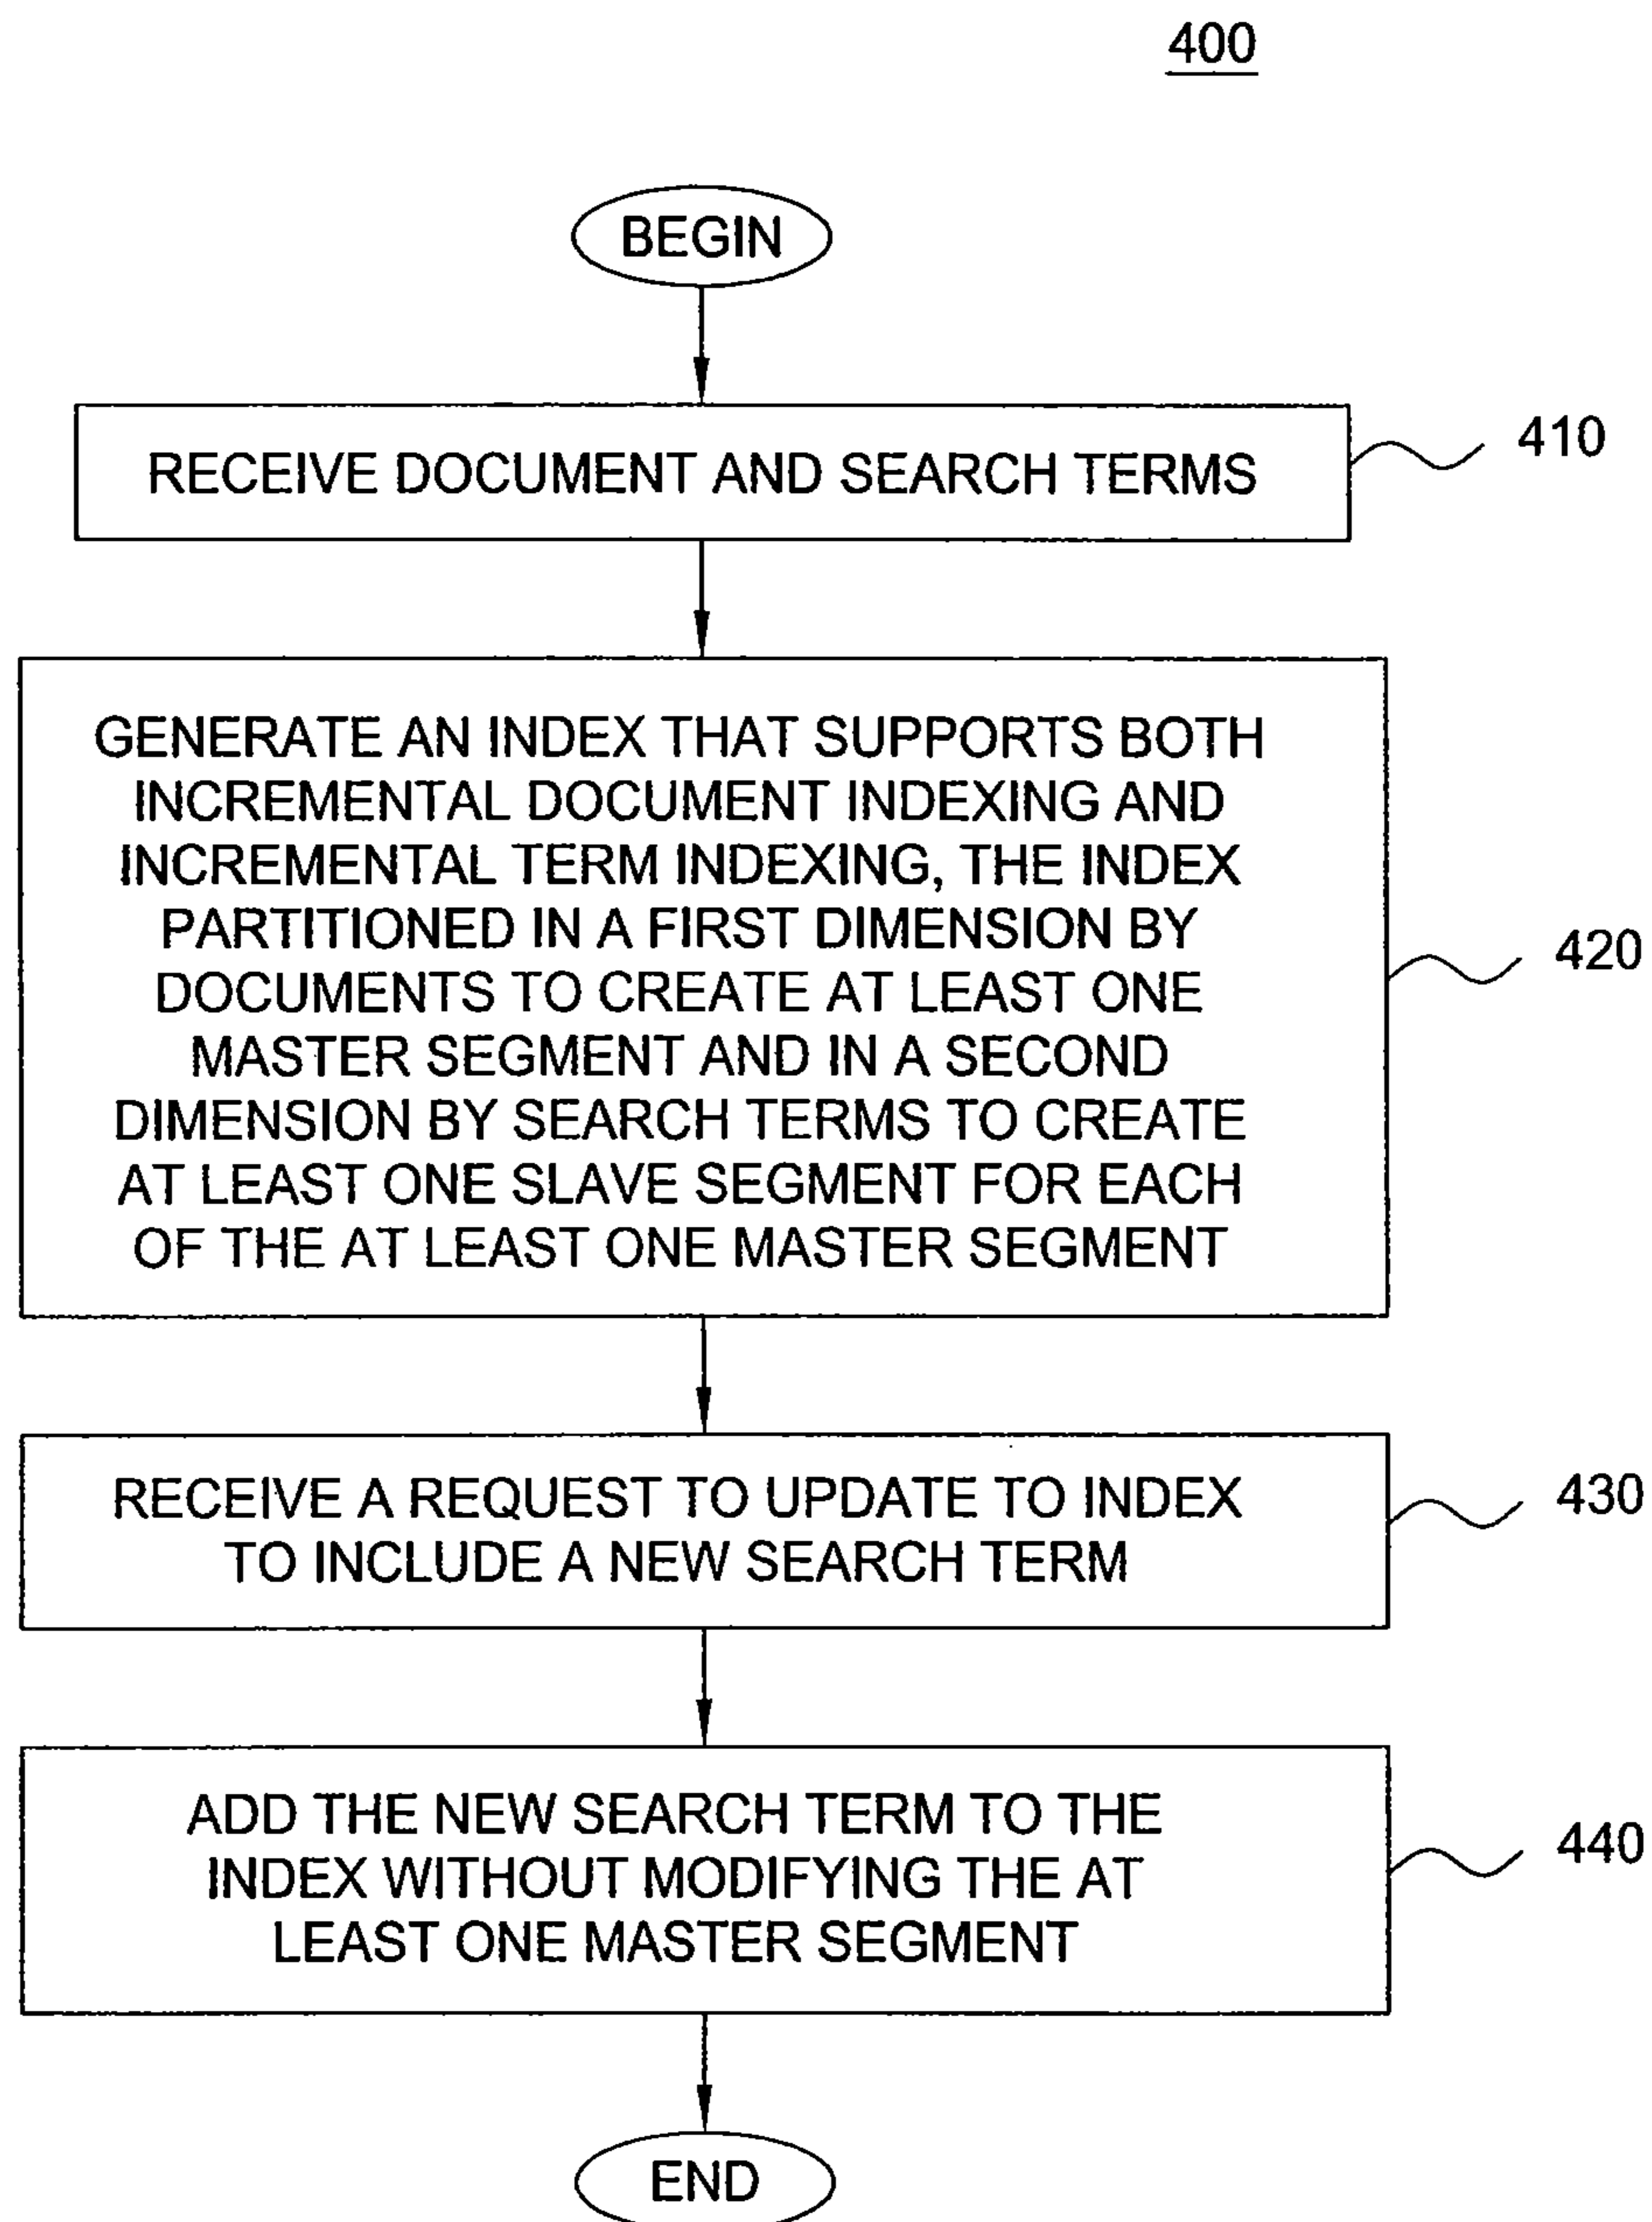 400
BEGIN
RECEIVE DOCUMENT AND SEARCH TERMS
410
GENERATE AN INDEX THAT SUPPORTS BOTH
INCREMENTAL DOCUMENT INDEXING AND
INCREMENTAL TERM INDEXING, THE INDEX
PARTITIONED IN A FIRST DIMENSION BY
DOCUMENTS TO CREATE AT LEAST ONE
MASTER SEGMENT AND IN A SECOND
DIMENSION BY SEARCH TERMS TO CREATE
AT LEAST ONE SLAVE SEGMENT FOR EACH
OF THE AT LEAST ONE MASTER SEGMENT
420
RECEIVE A REQUEST TO UPDATE TO INDEX
TO INCLUDE A NEW SEARCH TERM
430
ADD THE NEW SEARCH TERM TO THE
INDEX WITHOUT MODIFYING THE AT
LEAST ONE MASTER SEGMENT
440
END